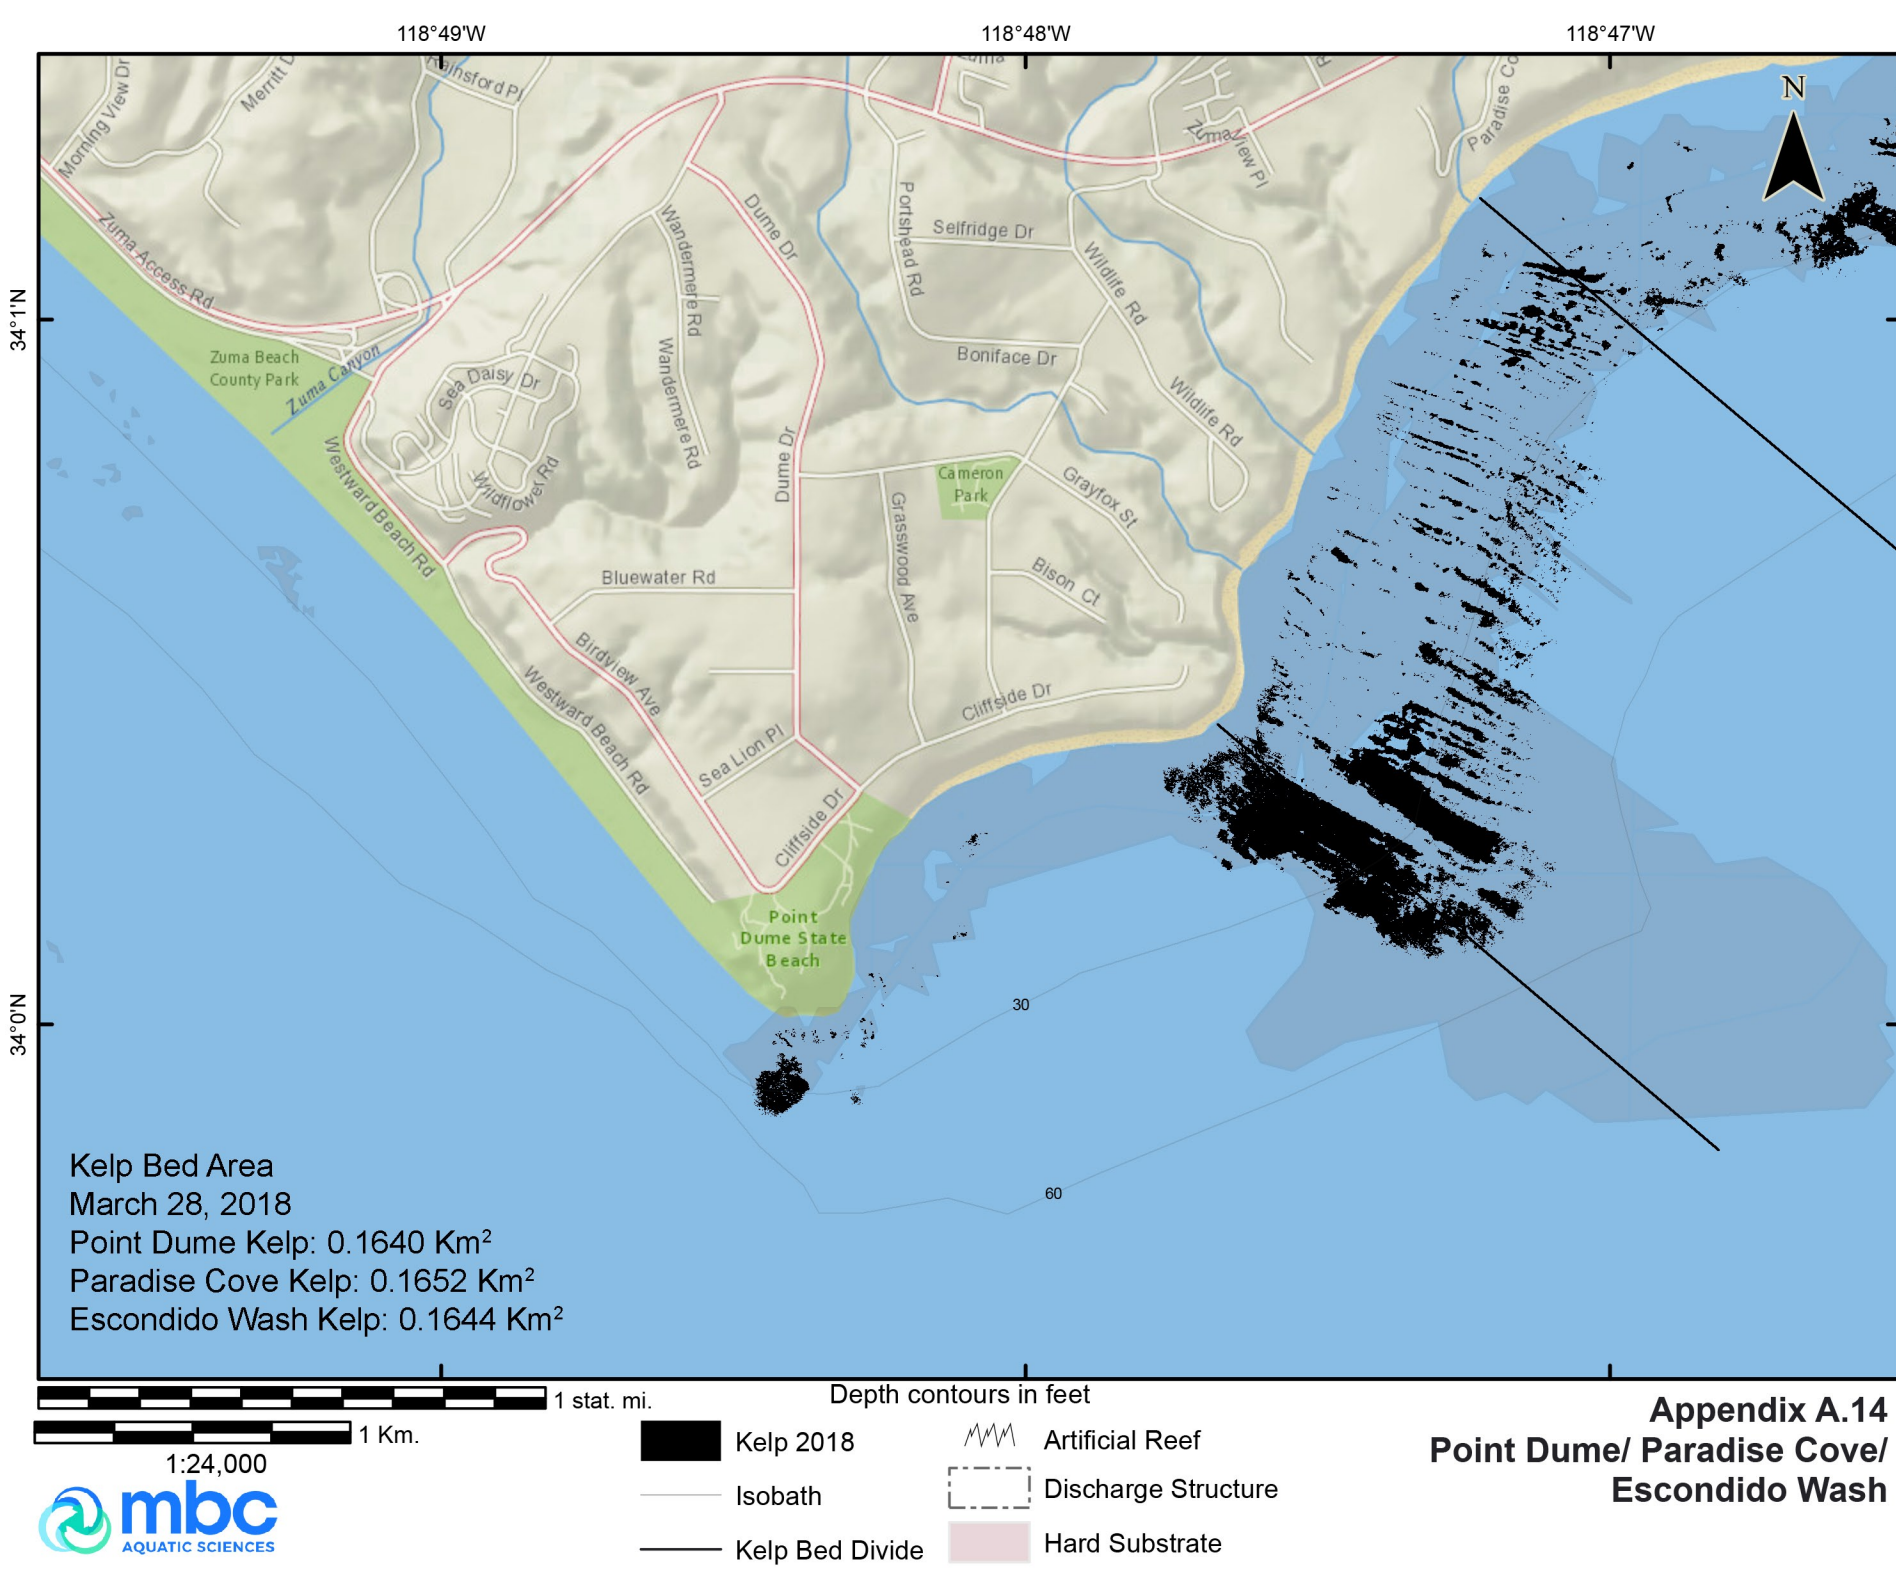 118°49'W
118°48'W
118°47'W
34°1'N
34°0'N
N
Morning View Dr
Merritt D
Rainsford Pl
Zuma
Zuma View Pl
Paradise Co
Zuma Access Rd
Zuma Beach
County Park
Zuma Canyon
Wandermere Rd
Wandermere Rd
Dume Dr
Dume Dr
Portshead Rd
Selfridge Dr
Wildlife Rd
Boniface Dr
Wildlife Rd
Sea Daisy Dr
Wildflower Rd
Westward Beach Rd
Cameron
Park
Grayfox St
Grasswood Ave
Bison Ct
Bluewater Rd
Birdview Ave
Westward Beach Rd
Sea Lion Pl
Cliffside Dr
Cliffside Dr
Point
Dume State
Beach
30
60
Kelp Bed Area
March 28, 2018
Point Dume Kelp: 0.1640 Km²
Paradise Cove Kelp: 0.1652 Km²
Escondido Wash Kelp: 0.1644 Km²
1 stat. mi.
1 Km.
1:24,000
mbc
AQUATIC SCIENCES
Depth contours in feet
Kelp 2018
Isobath
Kelp Bed Divide
Artificial Reef
Discharge Structure
Hard Substrate
Appendix A.14
Point Dume/ Paradise Cove/
Escondido Wash